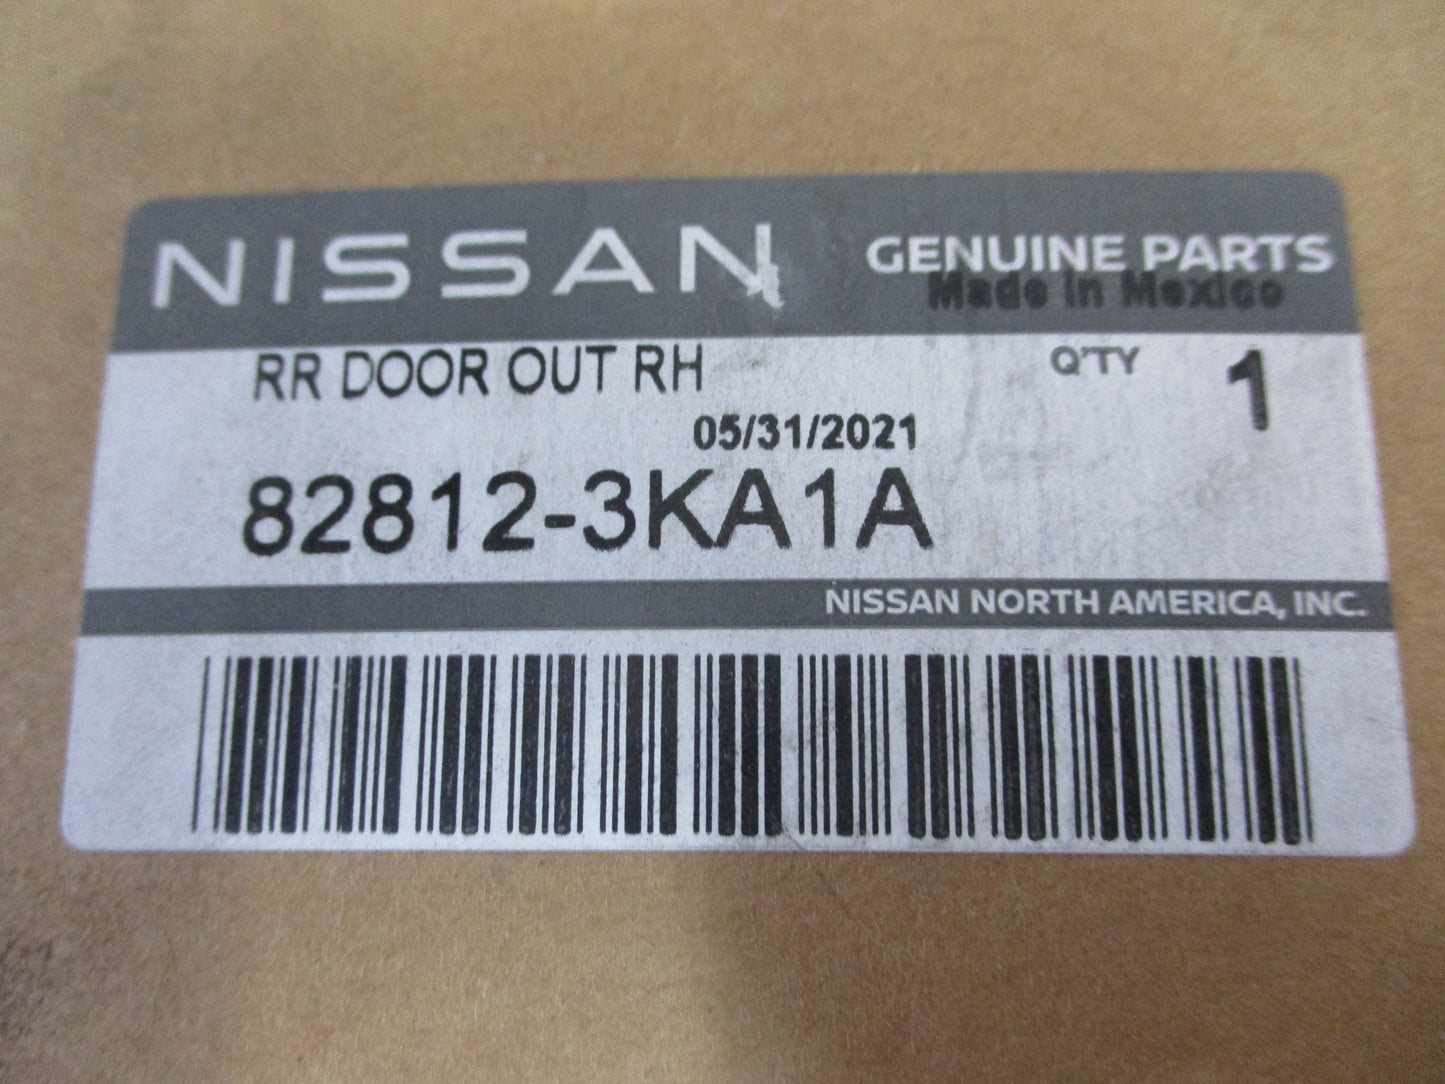 NISSAN GENUINE PARTS
Made In Mexico
RR DOOR OUT RH Q'TY 1
05/31/2021
82812-3KA1A
NISSAN NORTH AMERICA, INC.